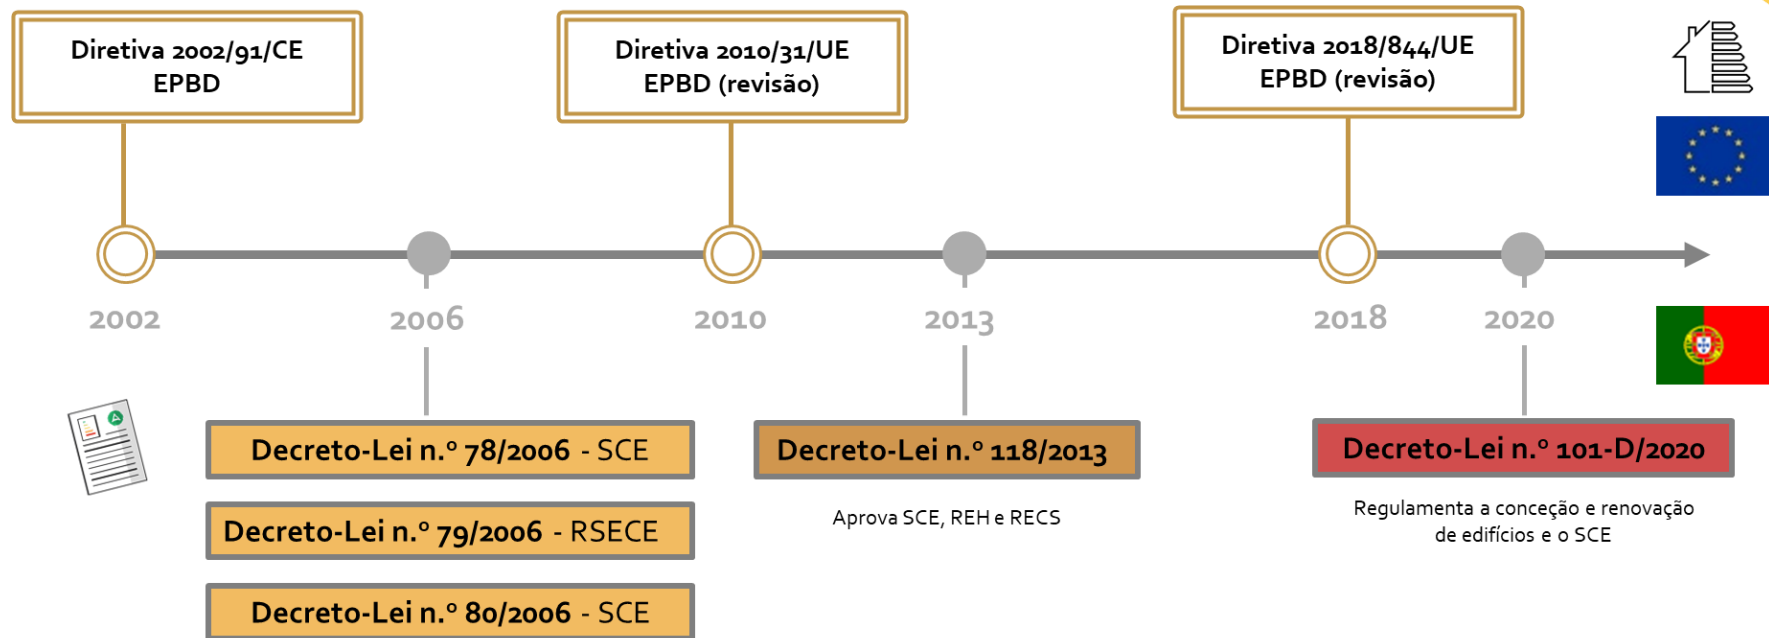 Diretiva 2002/91/CE
EPBD
Diretiva 2010/31/UE
EPBD (revisão)
Diretiva 2018/844/UE
EPBD (revisão)
2002
2006
2010
2013
2018
2020
Decreto-Lei n.º 78/2006 - SCE
Decreto-Lei n.º 79/2006 - RSECE
Decreto-Lei n.º 80/2006 - SCE
Decreto-Lei n.º 118/2013
Aprova SCE, REH e RECS
Decreto-Lei n.º 101-D/2020
Regulamenta a conceção e renovação
de edifícios e o SCE
A